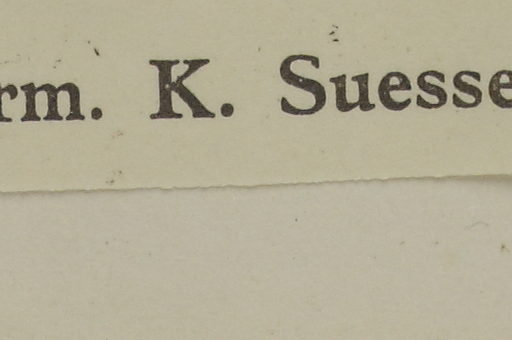 rm. K. Suesse